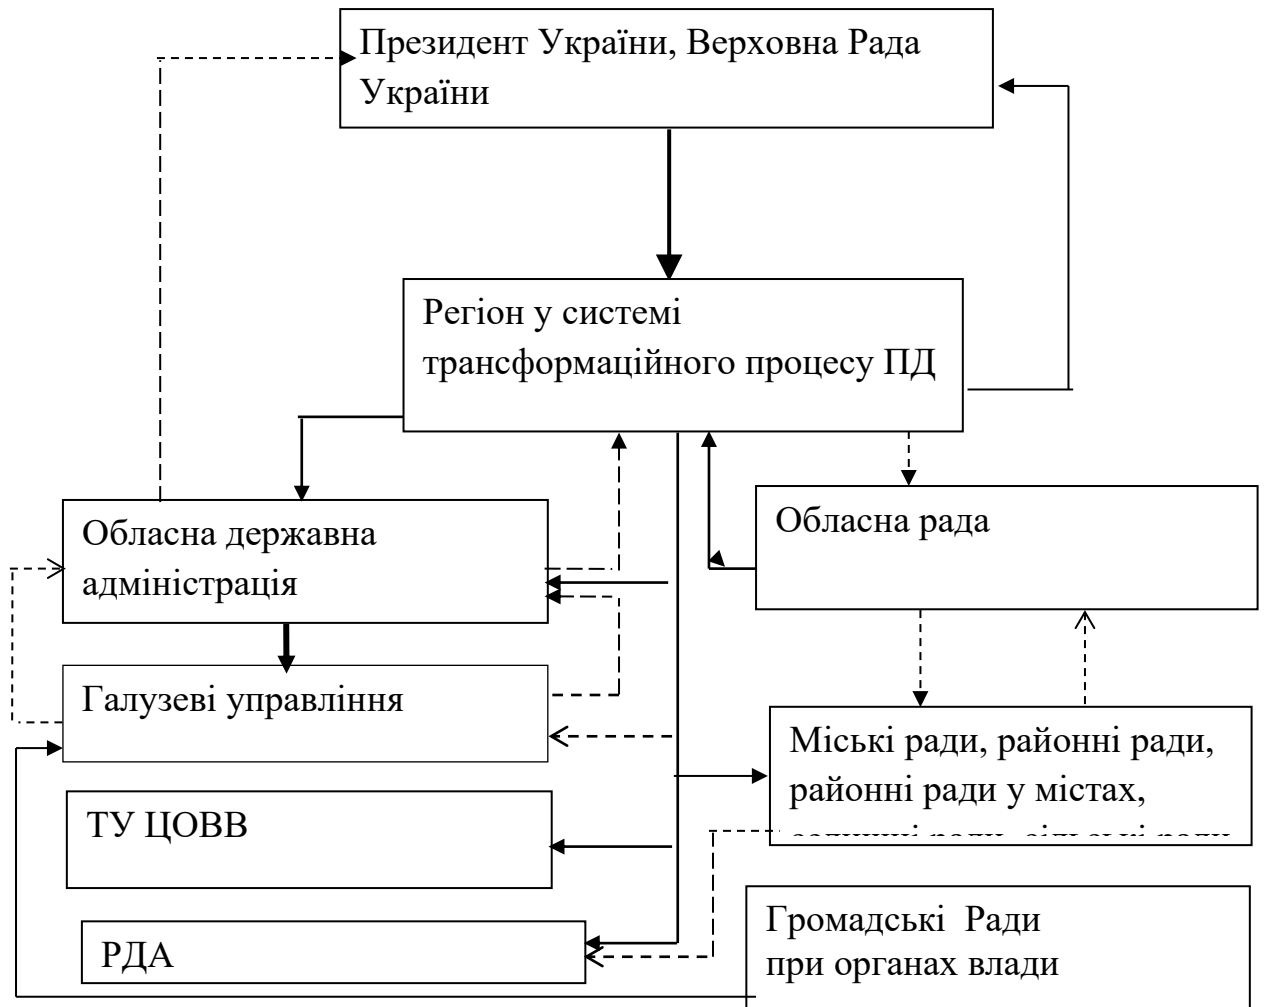 Президент України, Верховна Рада
України
Регіон у системі
трансформаційного процесу ПД
Обласна державна
адміністрація
Обласна рада
Галузеві управління
Міські ради, районні ради,
районні ради у містах,
ТУ ЦОВВ
Громадські Ради
при органах влади
РДА